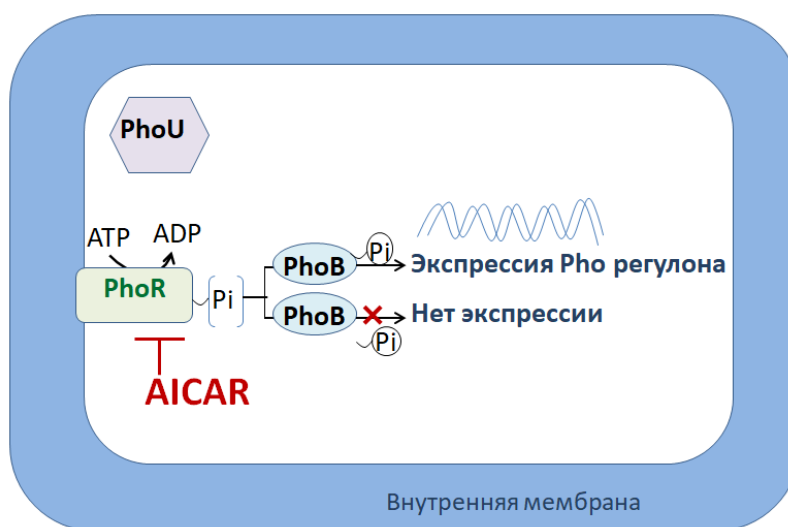 PhoU
ATP
ADP
PhoR
Pi
PhoB
Pi
Экспрессия Pho регулона
PhoB
Pi
Нет экспрессии
AICAR
Внутренняя мембрана